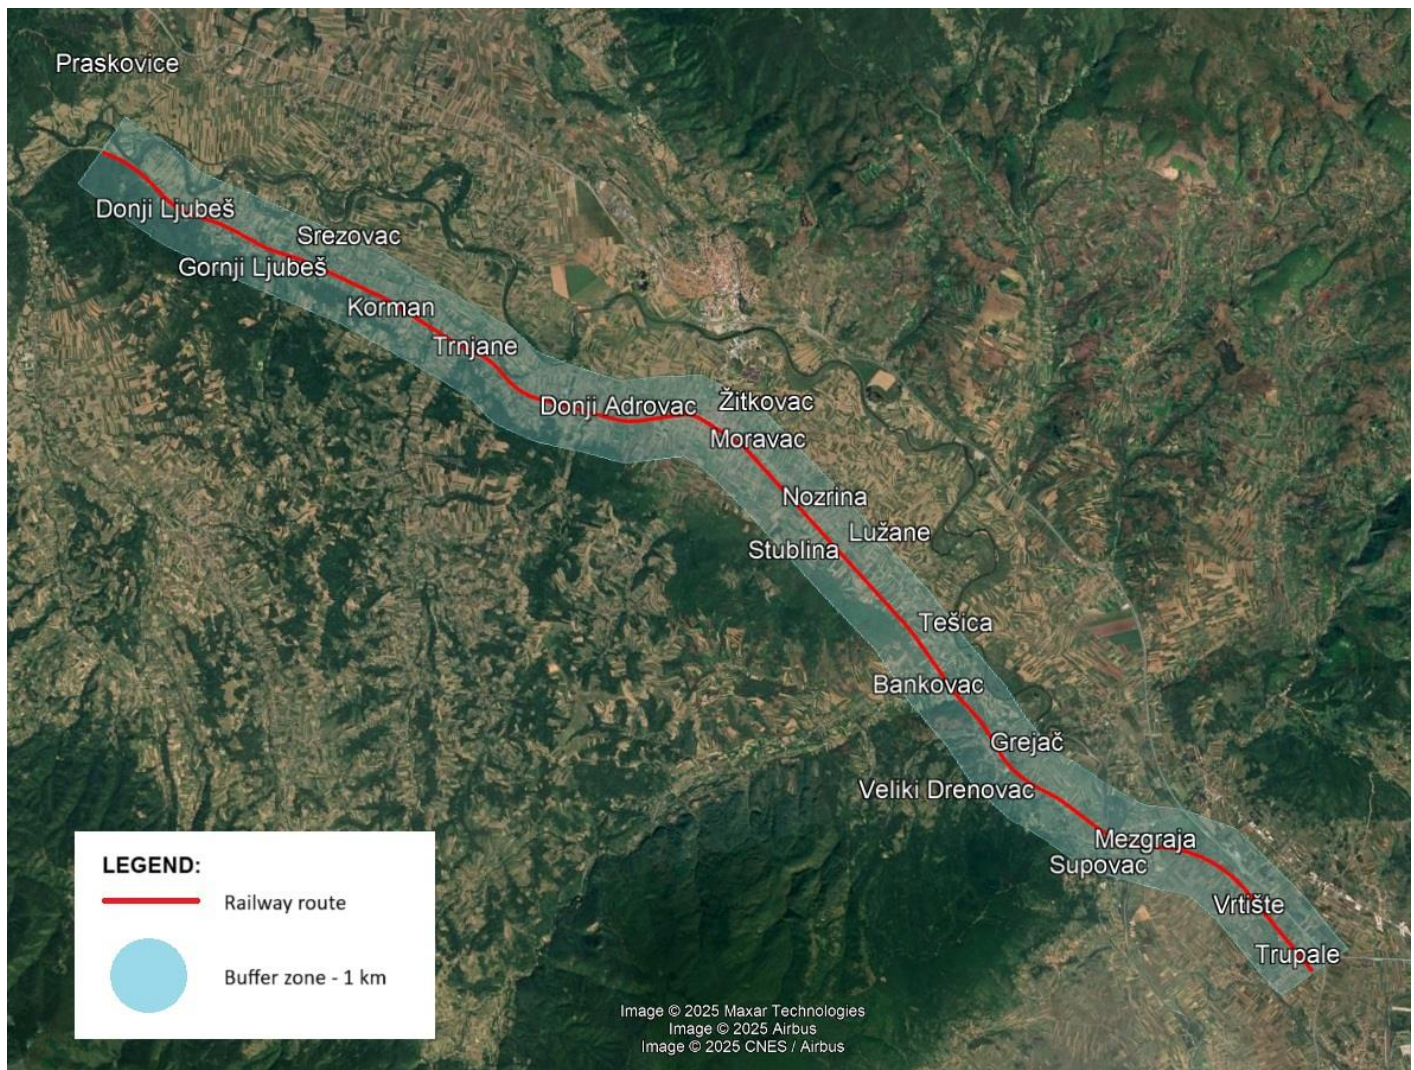 Praskovice
Donji Ljubeš
Srezovac
Gornji Ljubeš
Korman
Trnjane
Donji Adrovac
Žitkovac
Moravac
Nozrina
Lužane
Stublina
Tešica
Bankovac
Grejač
Veliki Drenovac
Mezgraja
Supovac
Vrtište
Trupale
LEGEND:
Railway route
Buffer zone - 1 km
Image © 2025 Maxar Technologies
Image © 2025 Airbus
Image © 2025 CNES / Airbus